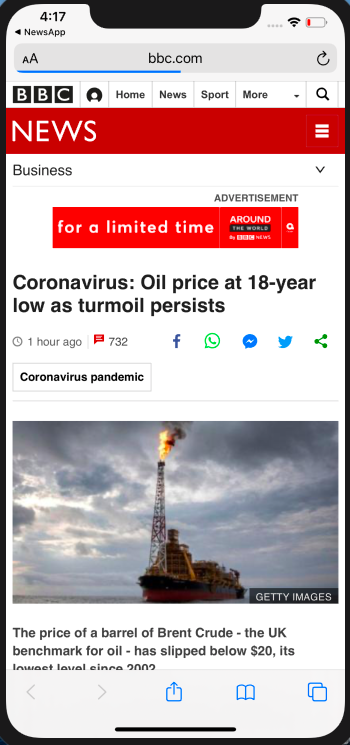 4:17
◀ NewsApp
AA bbc.com
BBC Home News Sport More
NEWS
Business
ADVERTISEMENT
for a limited time AROUND
THE WORLD
By BBC NEWS
Coronavirus: Oil price at 18-year
low as turmoil persists
1 hour ago 732
Coronavirus pandemic
GETTY IMAGES
The price of a barrel of Brent Crude - the UK
benchmark for oil - has slipped below $20, its
lowest level since 2002